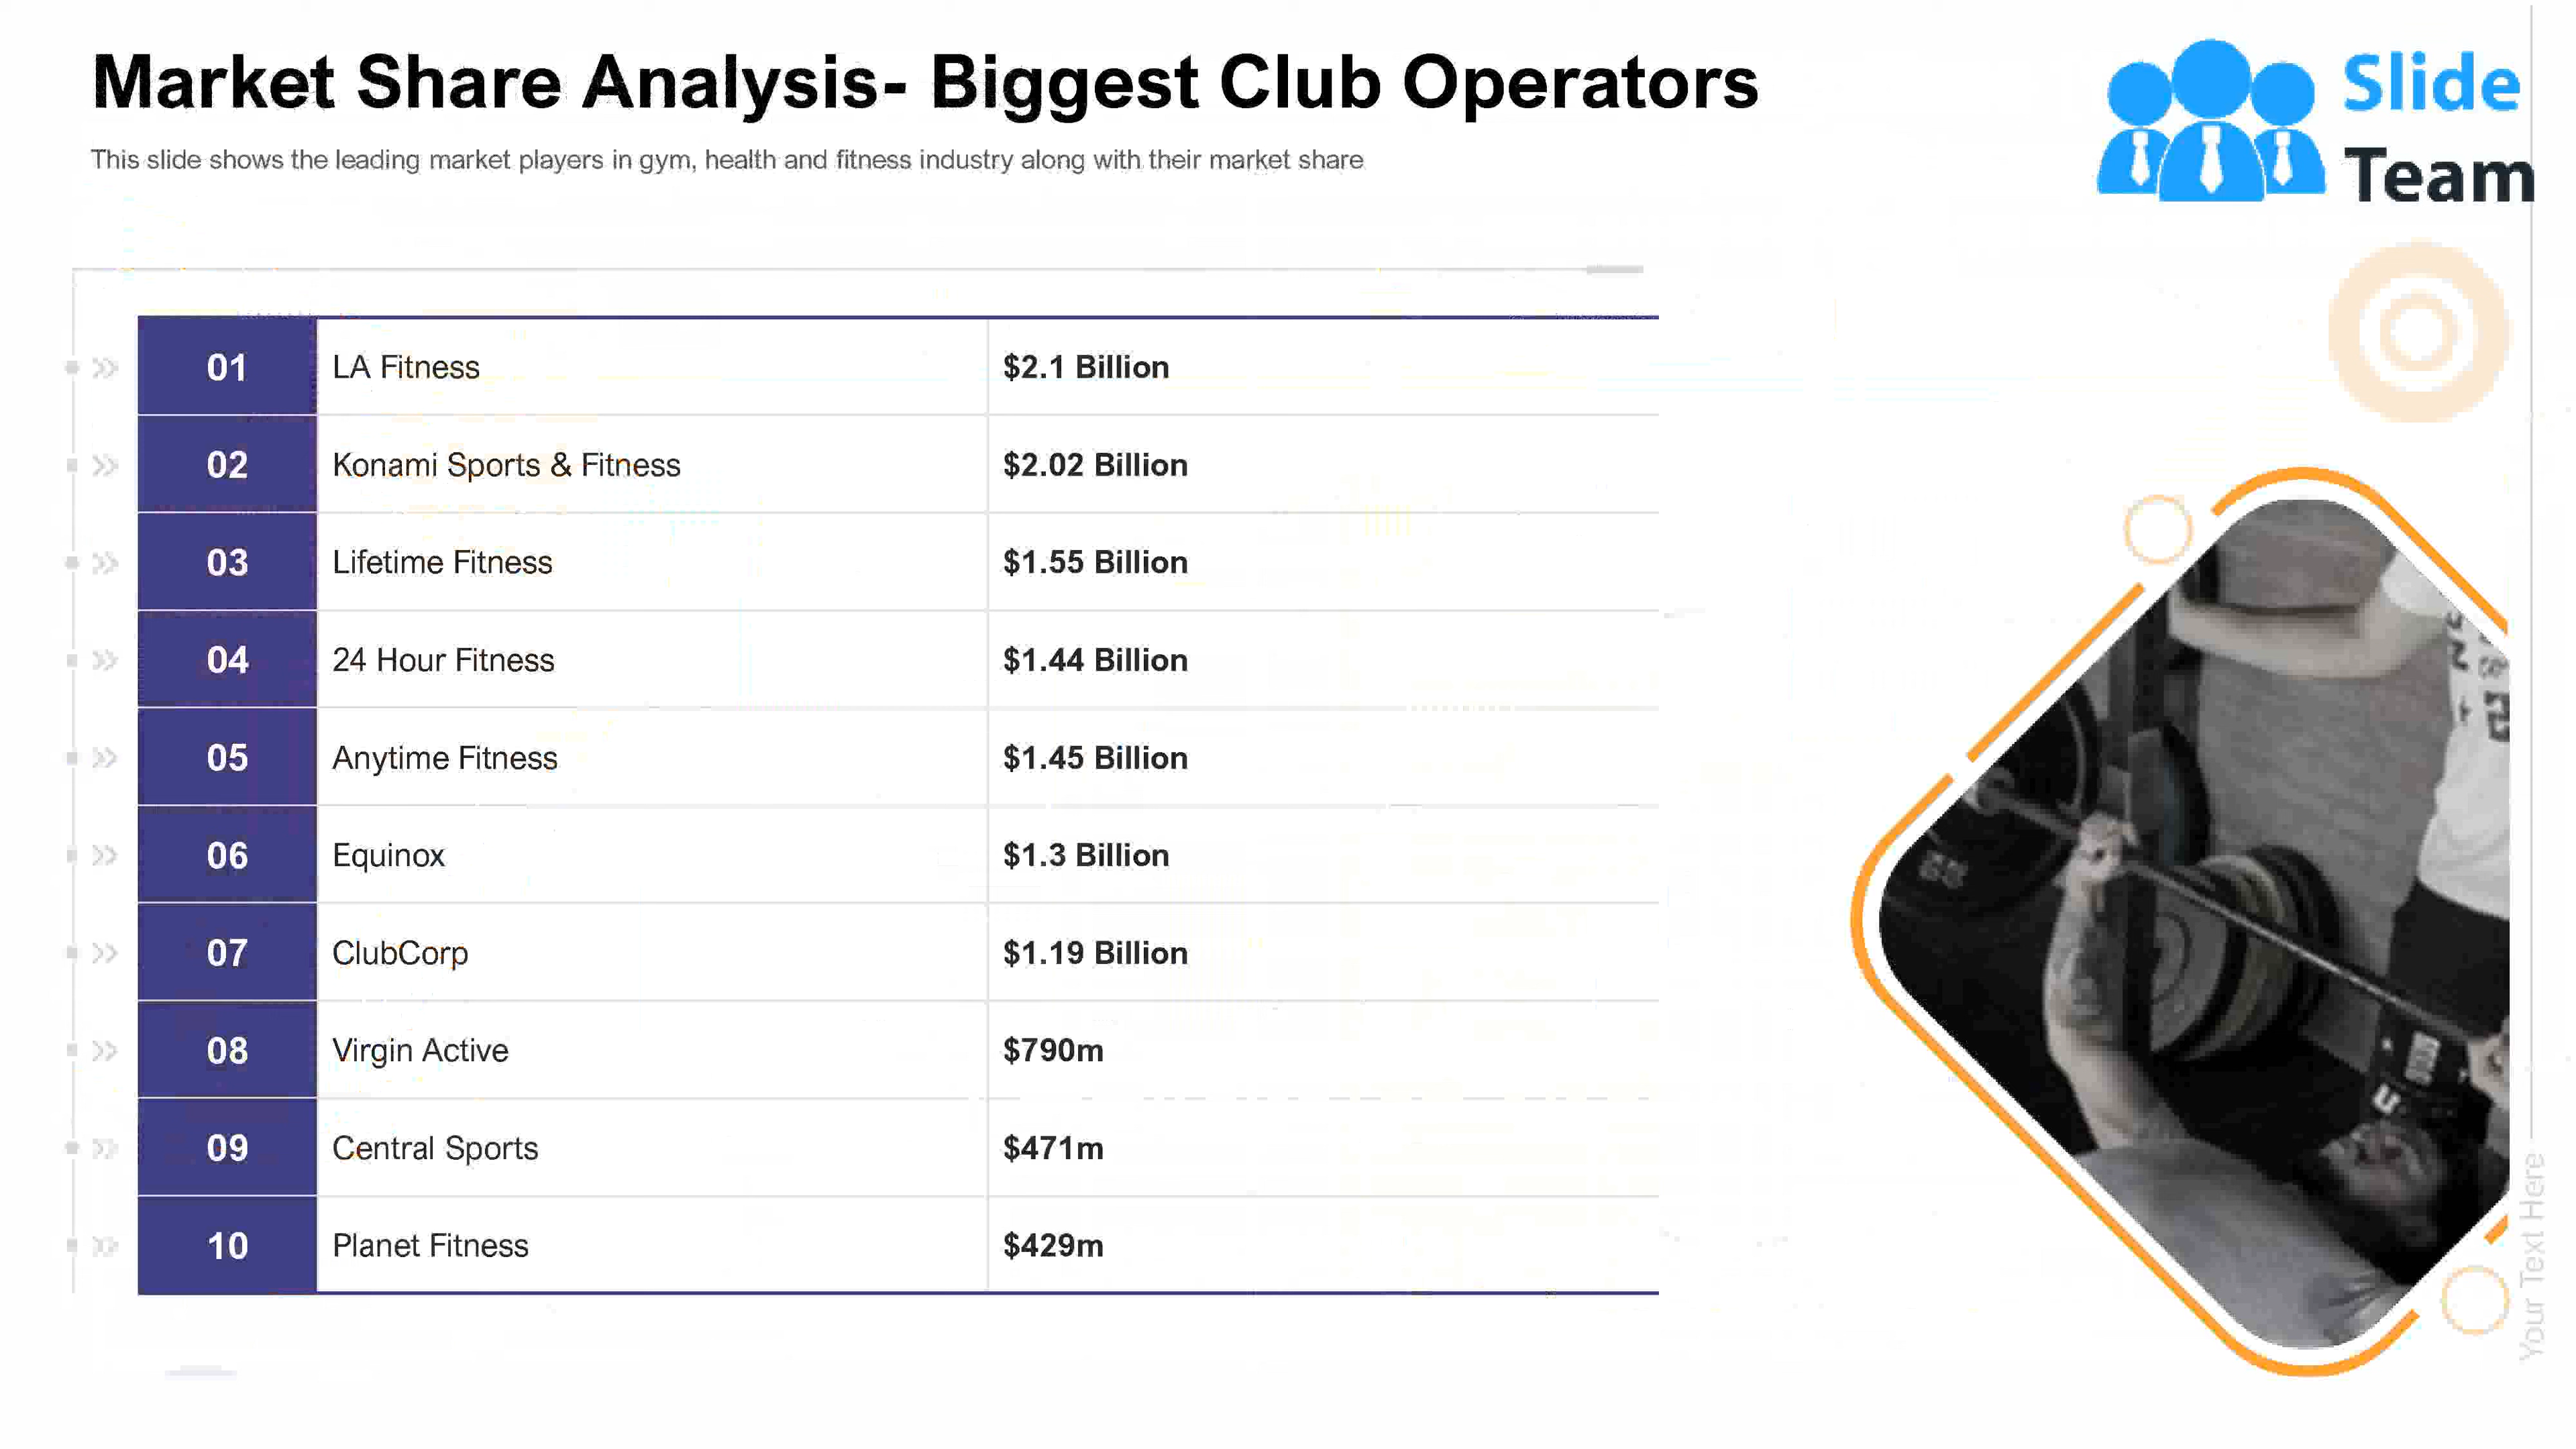 Market Share Analysis- Biggest Club Operators
This slide shows the leading market players in gym, health and fitness industry along with their market share
Slide
Team
01 LA Fitness $2.1 Billion
02 Konami Sports & Fitness $2.02 Billion
03 Lifetime Fitness $1.55 Billion
04 24 Hour Fitness $1.44 Billion
05 Anytime Fitness $1.45 Billion
06 Equinox $1.3 Billion
07 ClubCorp $1.19 Billion
08 Virgin Active $790m
09 Central Sports $471m
10 Planet Fitness $429m
Your Text Here